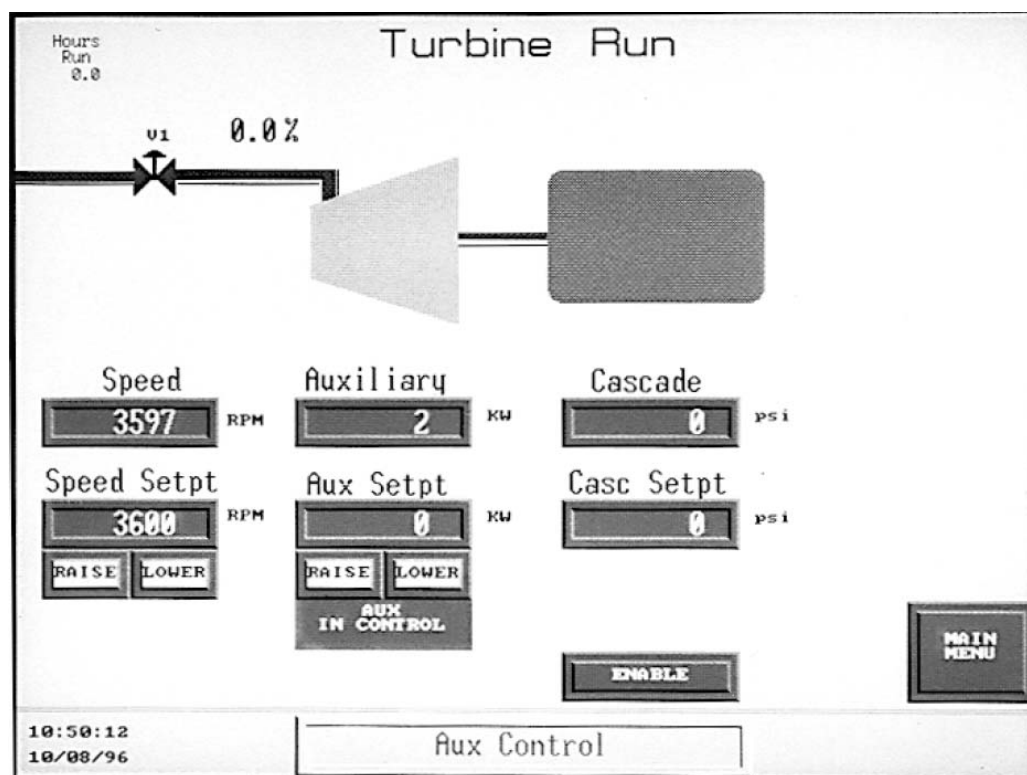 Hours
Run
0.0
Turbine Run
V1
0.0%
Speed
Auxiliary
Cascade
3597 RPM
2 KW
0 psi
Speed Setpt
Aux Setpt
Casc Setpt
3600 RPM
0 KW
0 psi
RAISE LOWER
RAISE LOWER
AUX
IN CONTROL
ENABLE
MAIN
MENU
10:50:12
10/08/96
Aux Control